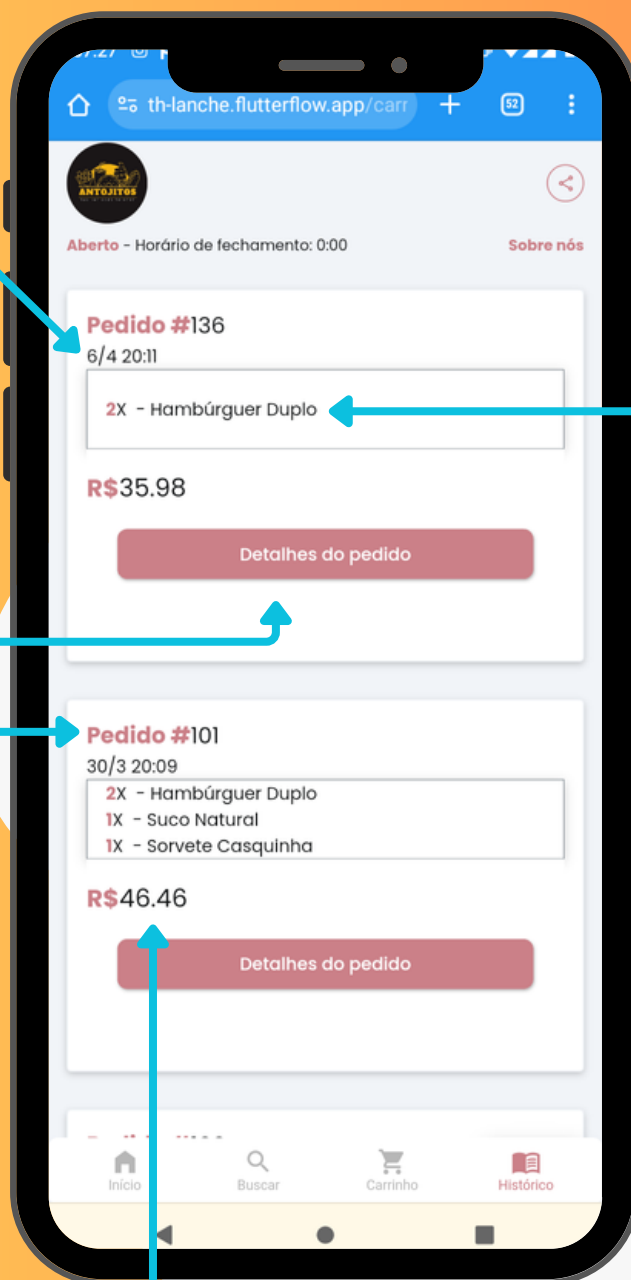 th-lanche.flutterflow.app/carr
52
ANTOJITOS
Aberto - Horário de fechamento: 0:00
Sobre nós
Pedido #136
6/4 20:11
2X - Hambúrguer Duplo
R$35.98
Detalhes do pedido
Pedido #101
30/3 20:09
2X - Hambúrguer Duplo
1X - Suco Natural
1X - Sorvete Casquinha
R$46.46
Detalhes do pedido
Início
Buscar
Carrinho
Histórico